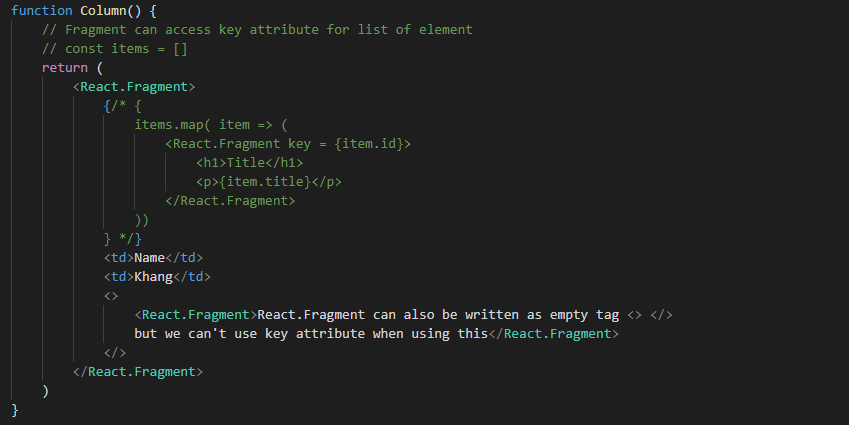 function Column() {
    // Fragment can access key attribute for list of element
    // const items = []
    return (
        <React.Fragment>
            {/* {
                items.map( item => (
                    <React.Fragment key = {item.id}>
                        <h1>Title</h1>
                        <p>{item.title}</p>
                    </React.Fragment>
                ))
            } */}
            <td>Name</td>
            <td>Khang</td>
            <>
                <React.Fragment>React.Fragment can also be written as empty tag <> </>
                but we can't use key attribute when using this</React.Fragment>
            </>
        </React.Fragment>
    )
}